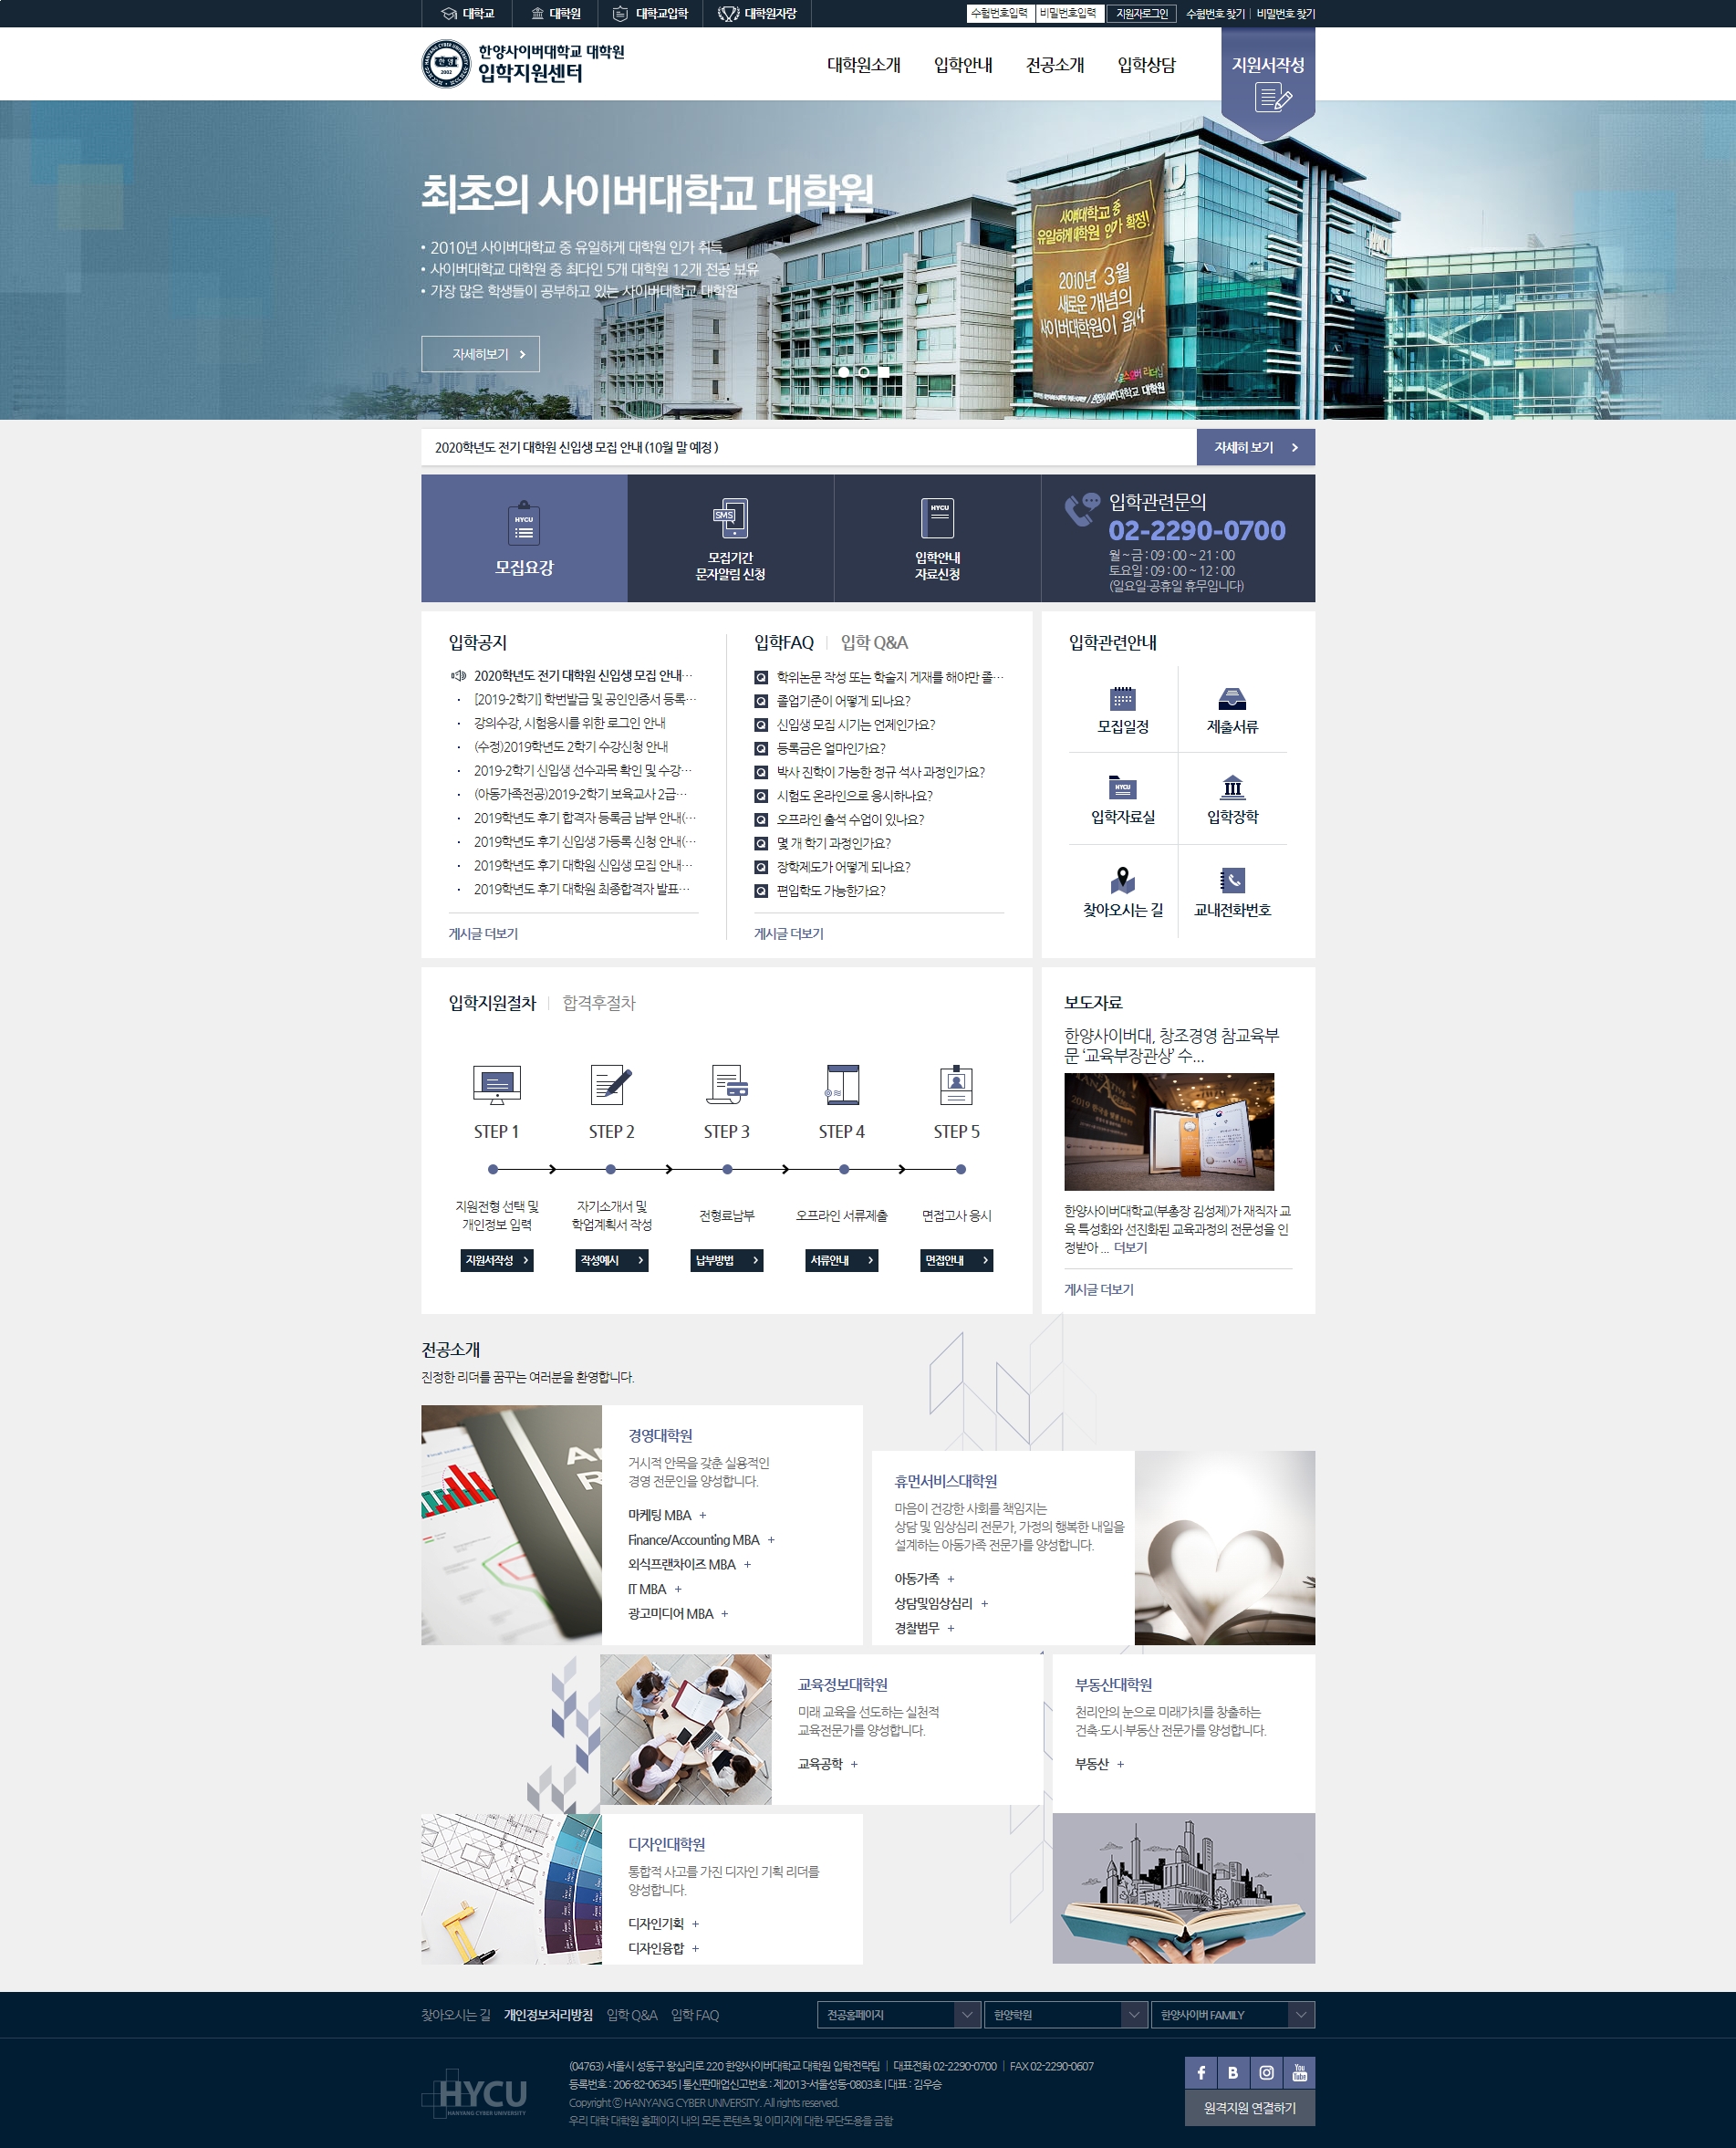 대학교
대학원
대학교입학
대학원자랑
수험번호입력
비밀번호입력
지원자로그인
수험번호 찾기
비밀번호 찾기
한양사이버대학교 대학원
입학지원센터
대학원소개
입학안내
전공소개
입학상담
지원서작성
최초의 사이버대학교 대학원
• 2010년 사이버대학교 중 유일하게 대학원 인가 취득
• 사이버대학교 대학원 중 최다인 5개 대학원 12개 전공 보유
• 가장 많은 학생들이 공부하고 있는 사이버대학교 대학원
자세히보기
사이버대학교 중
유일하게 대학원 인가 확정!
2010년 3월
새로운 개념의
사이버대학원이 옵니다
2020학년도 전기 대학원 신입생 모집 안내 (10월 말 예정 )
자세히 보기
HYCU
모집요강
SMS
모집기간
문자알림 신청
HYCU
입학안내
자료신청
입학관련문의
02-2290-0700
월 ~ 금 : 09 : 00 ~ 21 : 00
토요일 : 09 : 00 ~ 12 : 00
(일요일·공휴일 휴무입니다)
입학공지
2020학년도 전기 대학원 신입생 모집 안내…
[2019-2학기] 학번발급 및 공인인증서 등록…
강의수강, 시험응시를 위한 로그인 안내
(수정)2019학년도 2학기 수강신청 안내
2019-2학기 신입생 선수과목 확인 및 수강…
(아동가족전공)2019-2학기 보육교사 2급…
2019학년도 후기 합격자 등록금 납부 안내(…
2019학년도 후기 신입생 가등록 신청 안내(…
2019학년도 후기 대학원 신입생 모집 안내…
2019학년도 후기 대학원 최종합격자 발표…
게시글 더보기
입학FAQ
입학 Q&A
학위논문 작성 또는 학술지 게재를 해야만 졸…
졸업기준이 어떻게 되나요?
신입생 모집 시기는 언제인가요?
등록금은 얼마인가요?
박사 진학이 가능한 정규 석사 과정인가요?
시험도 온라인으로 응시하나요?
오프라인 출석 수업이 있나요?
몇 개 학기 과정인가요?
장학제도가 어떻게 되나요?
편입학도 가능한가요?
게시글 더보기
입학관련안내
모집일정
제출서류
HYCU
입학자료실
입학장학
찾아오시는 길
교내전화번호
입학지원절차
합격후절차
STEP 1
STEP 2
STEP 3
STEP 4
STEP 5
지원전형 선택 및
개인정보 입력
자기소개서 및
학업계획서 작성
전형료납부
오프라인 서류제출
면접고사 응시
지원서작성
작성예시
납부방법
서류안내
면접안내
보도자료
한양사이버대, 창조경영 참교육부
문 ‘교육부장관상’ 수...
한양사이버대학교(부총장 김성제)가 재직자 교
육 특성화와 선진화된 교육과정의 전문성을 인
정받아 ... 더보기
게시글 더보기
전공소개
진정한 리더를 꿈꾸는 여러분을 환영합니다.
경영대학원
거시적 안목을 갖춘 실용적인
경영 전문인을 양성합니다.
마케팅 MBA +
Finance/Accounting MBA +
외식프랜차이즈 MBA +
IT MBA +
광고미디어 MBA +
휴먼서비스대학원
마음이 건강한 사회를 책임지는
상담 및 임상심리 전문가, 가정의 행복한 내일을
설계하는 아동가족 전문가를 양성합니다.
아동가족 +
상담및임상심리 +
경찰법무 +
교육정보대학원
미래 교육을 선도하는 실천적
교육전문가를 양성합니다.
교육공학 +
부동산대학원
천리안의 눈으로 미래가치를 창출하는
건축·도시·부동산 전문가를 양성합니다.
부동산 +
디자인대학원
통합적 사고를 가진 디자인 기획 리더를
양성합니다.
디자인기획 +
디자인융합 +
찾아오시는 길
개인정보처리방침
입학 Q&A
입학 FAQ
전공홈페이지
한양학원
한양사이버 FAMILY
HYCU
HANYANG CYBER UNIVERSITY
(04763) 서울시 성동구 왕십리로 220 한양사이버대학교 대학원 입학전략팀 | 대표전화 02-2290-0700 | FAX 02-2290-0607
등록번호 : 206-82-06345 | 통신판매업신고번호 : 제2013-서울성동-0803호 | 대표 : 김우승
Copyright ⓒ HANYANG CYBER UNIVERSITY. All rights reserved.
우리 대학 대학원 홈페이지 내의 모든 콘텐츠 및 이미지에 대한 무단도용을 금함
You Tube
원격지원 연결하기